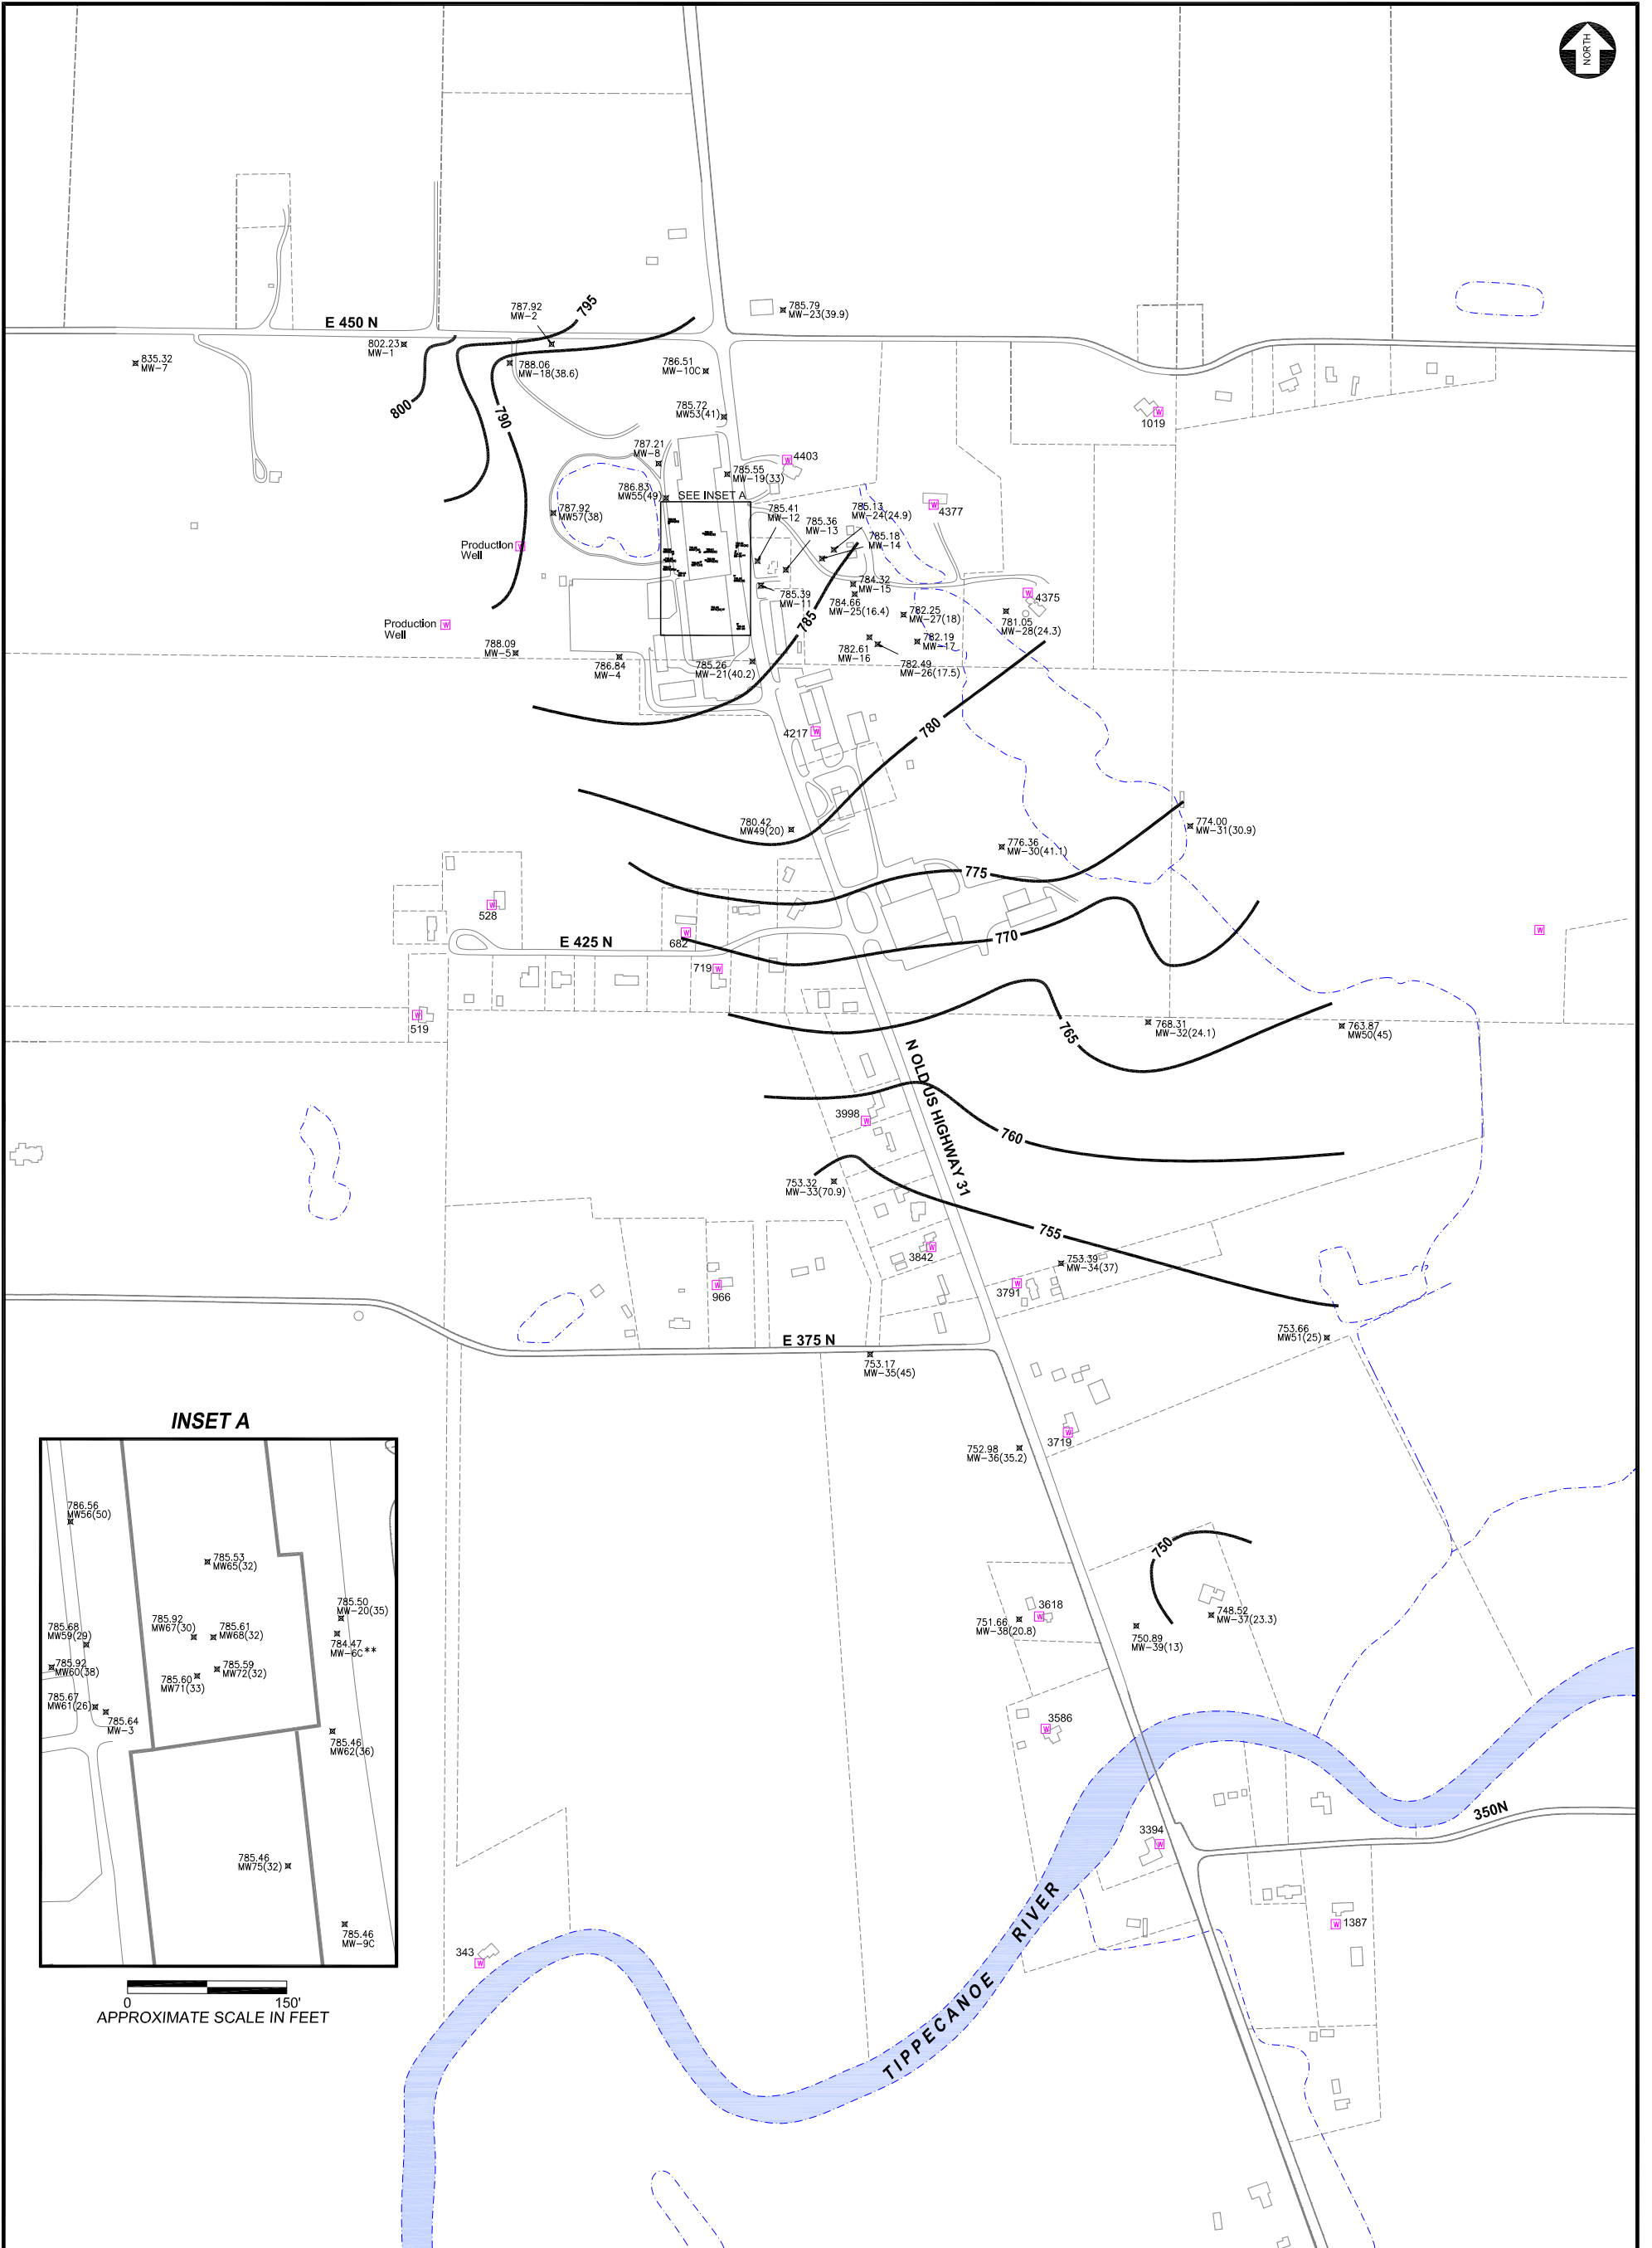 NORTH
795
787.92
MW-2
785.79
MW-23(39.9)
E 450 N
802.23
MW-1
835.32
MW-7
788.06
MW-18(38.6)
786.51
MW-10C
800
790
785.72
MW53(41)
1019
787.21
MW-8
4403
785.55
MW-19(33)
786.83
MW55(49)
SEE INSET A
787.92
MW57(38)
785.41
MW-12
785.36
MW-13
785.13
MW-24(24.9)
785.18
MW-14
4377
Production
Well
784.32
MW-15
785.39
MW-11
784.66
MW-25(16.4)
4375
782.25
MW-27(18)
781.05
MW-28(24.3)
785
Production
Well
782.61
MW-16
782.19
MW-17
782.49
MW-26(17.5)
788.09
MW-5
786.84
MW-4
785.26
MW-21(40.2)
4217
780
780.42
MW49(20)
774.00
MW-31(30.9)
776.36
MW-30(41.1)
775
528
682
E 425 N
770
719
519
765
768.31
MW-32(24.1)
763.87
MW50(45)
N OLD US HIGHWAY 31
3998
760
753.32
MW-33(70.9)
755
3842
753.39
MW-34(37)
3791
966
E 375 N
753.66
MW51(25)
753.17
MW-35(45)
3719
752.98
MW-36(35.2)
750
3618
751.66
MW-38(20.8)
748.52
MW-37(23.3)
750.89
MW-39(13)
3586
350N
3394
1387
343
TIPPECANOE RIVER
INSET A
786.56
MW56(50)
785.53
MW65(32)
785.50
MW-20(35)
785.92
MW67(30)
785.61
MW68(32)
785.68
MW59(29)
784.47
MW-6C**
785.92
MW60(38)
785.59
MW72(32)
785.60
MW71(33)
785.67
MW61(26)
785.64
MW-3
785.46
MW62(36)
785.46
MW75(32)
785.46
MW-9C
0 150'
APPROXIMATE SCALE IN FEET